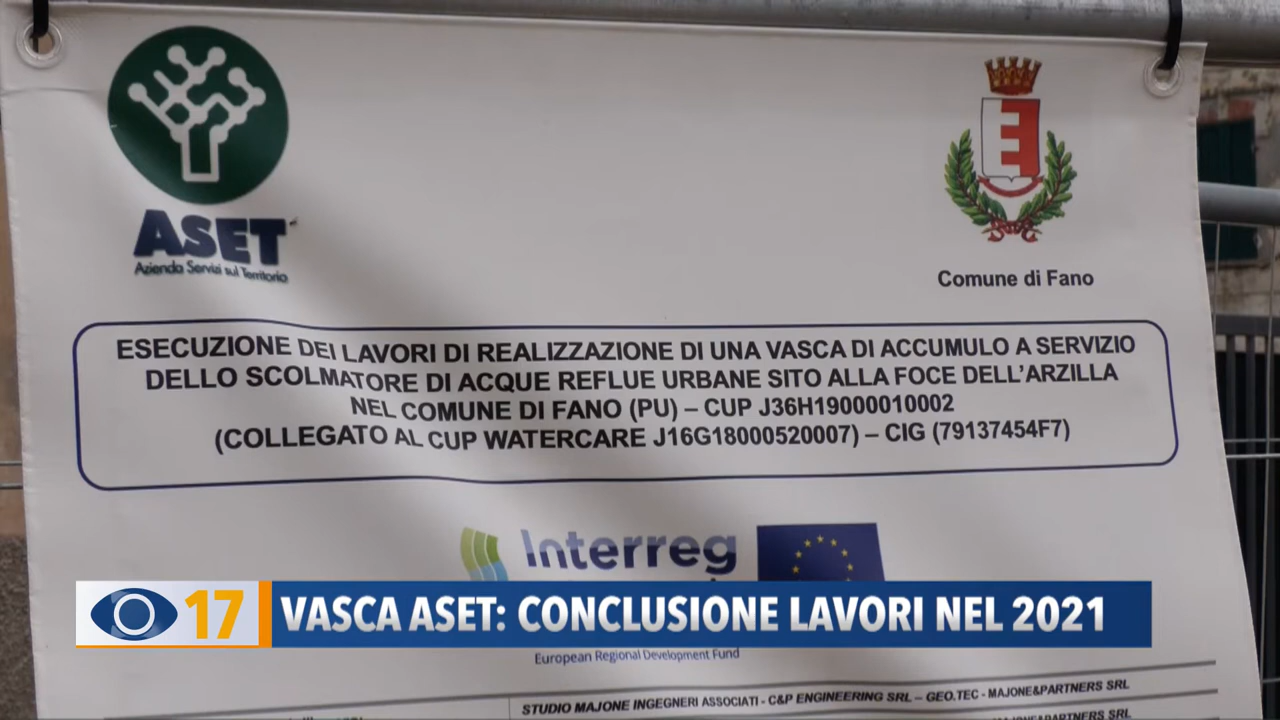 ASET
Azienda Servizi sul Territorio
Comune di Fano
ESECUZIONE DEI LAVORI DI REALIZZAZIONE DI UNA VASCA DI ACCUMULO A SERVIZIO
DELLO SCOLMATORE DI ACQUE REFLUE URBANE SITO ALLA FOCE DELL'ARZILLA
NEL COMUNE DI FANO (PU) – CUP J36H19000010002
(COLLEGATO AL CUP WATERCARE J16G18000520007) – CIG (79137454F7)
Interreg
17 VASCA ASET: CONCLUSIONE LAVORI NEL 2021
European Regional Development Fund
STUDIO MAJONE INGEGNERI ASSOCIATI - C&P ENGINEERING SRL – GEO.TEC - MAJONE&PARTNERS SRL
MAJONE&PARTNERS SRL